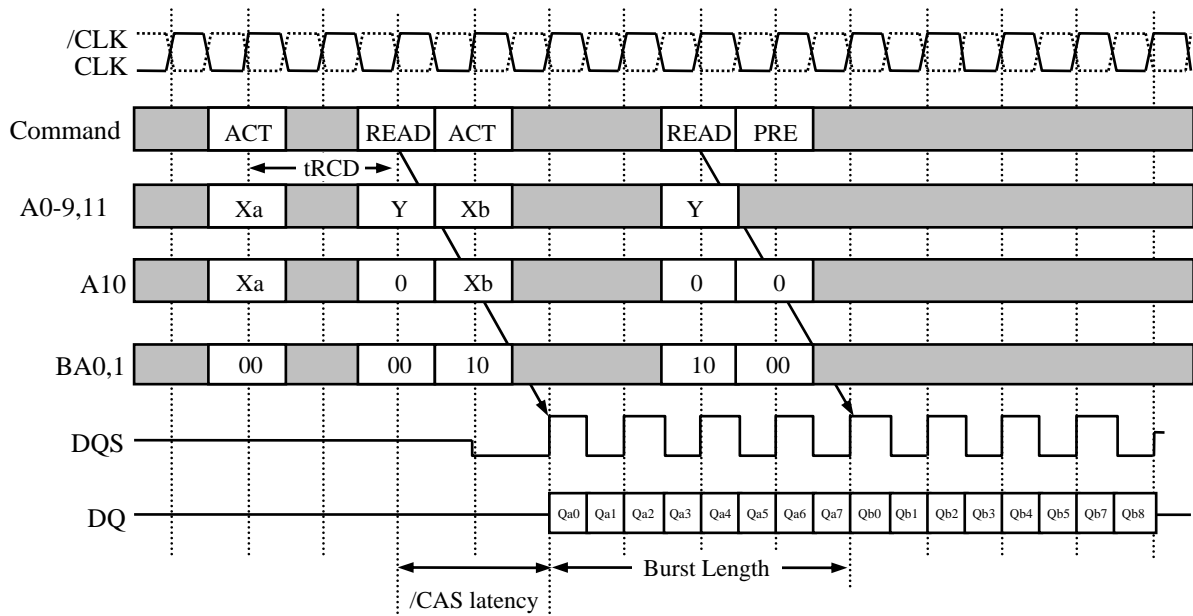 /CLK
CLK
Command ACT READ ACT READ PRE
tRCD
A0-9,11 Xa Y Xb Y
A10 Xa 0 Xb 0 0
BA0,1 00 00 10 10 00
DQS
DQ Qa0 Qa1 Qa2 Qa3 Qa4 Qa5 Qa6 Qa7 Qb0 Qb1 Qb2 Qb3 Qb4 Qb5 Qb7 Qb8
Burst Length
/CAS latency